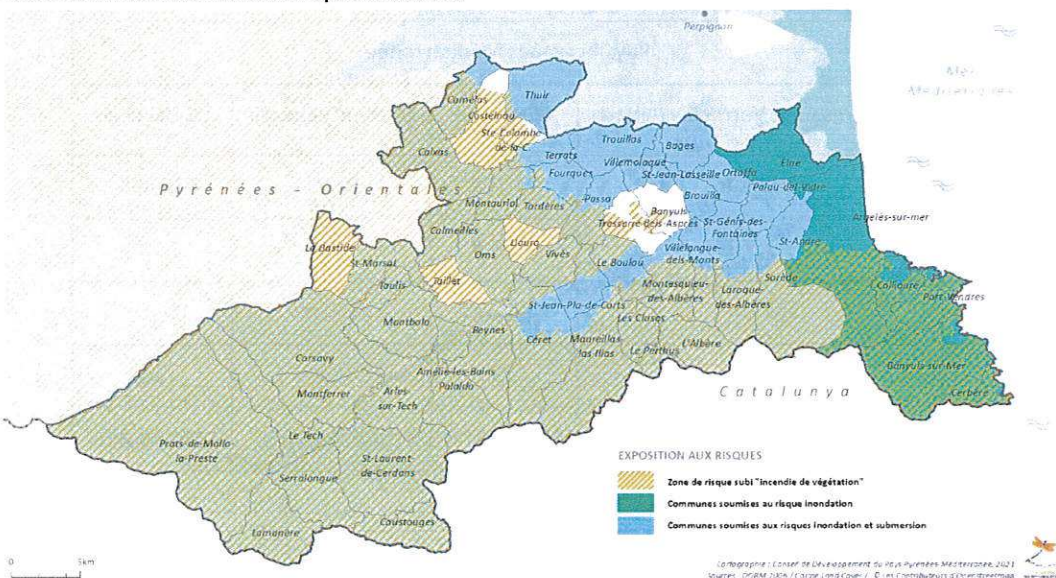 Perpignan
Mer
Méditerranée
Thuir
Camélas
Castelnou
Ste Colombe-
de-la-C.
Caixas
Trouillas
Bages
Terrats
Villemolaque
Elne
Fourques
St-Jean-Lasseille
Ortaffa
Palau-del-Vidre
Pyrénées - Orientales
Passa
Brouilla
Montauriol
Tordères
Banyuls
Tresserre
dels-Aspres
St-Génis-des-
Fontaines
Argelès-sur-mer
Calmeilles
Llauro
St-André
La Bastide
Oms
Vivès
Villelongue-
dels-Monts
St-Marsal
Le Boulou
Taillet
Montesquieu-
des-Albères
Sorède
Taulis
Laroque-
des-Albères
Collioure
Port-Vendres
St-Jean-Pla-de-Corts
Montbolo
Reynes
Les Cluses
Céret
Maureillas-
las-Illas
L'Albère
Le Perthus
Corsavy
Amélie-les-Bains
Palalda
Banyuls-sur-Mer
Montferrer
Arles-
sur-Tech
Catalunya
Cerbère
Prats-de-Mollo-
la-Preste
Le Tech
St-Laurent-
de-Cerdans
Serralongue
Coustouges
Lamanère
EXPOSITION AUX RISQUES
Zone de risque subi "incendie de végétation"
Communes soumises au risque inondation
Communes soumises aux risques inondation et submersion
0 5km
Cartographie : Conseil de Développement du Pays Pyrénées-Méditerranée, 2021